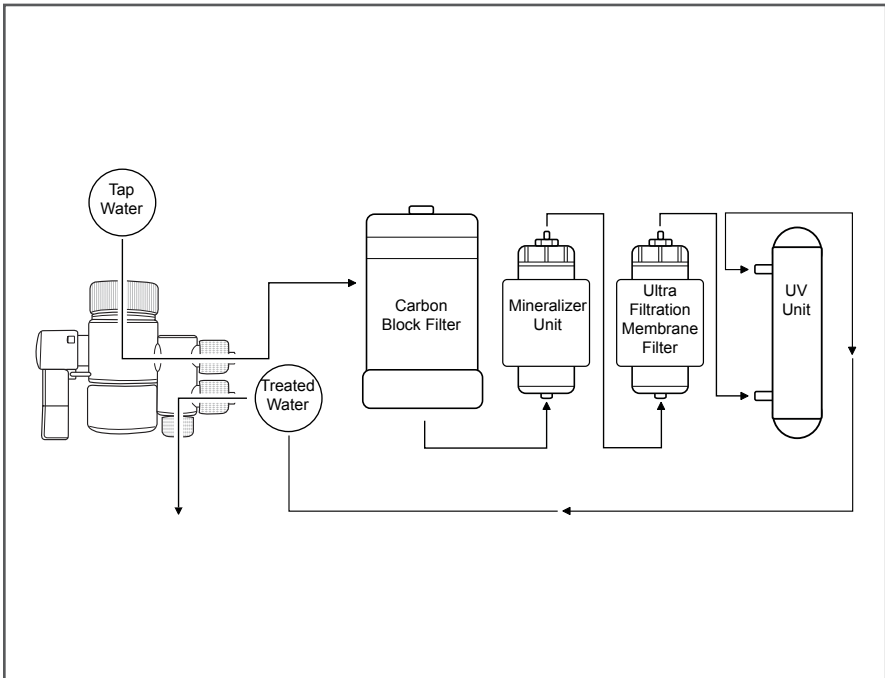 Tap
Water
Carbon
Block Filter
Mineralizer
Unit
Ultra
Filtration
Membrane
Filter
UV
Unit
Treated
Water